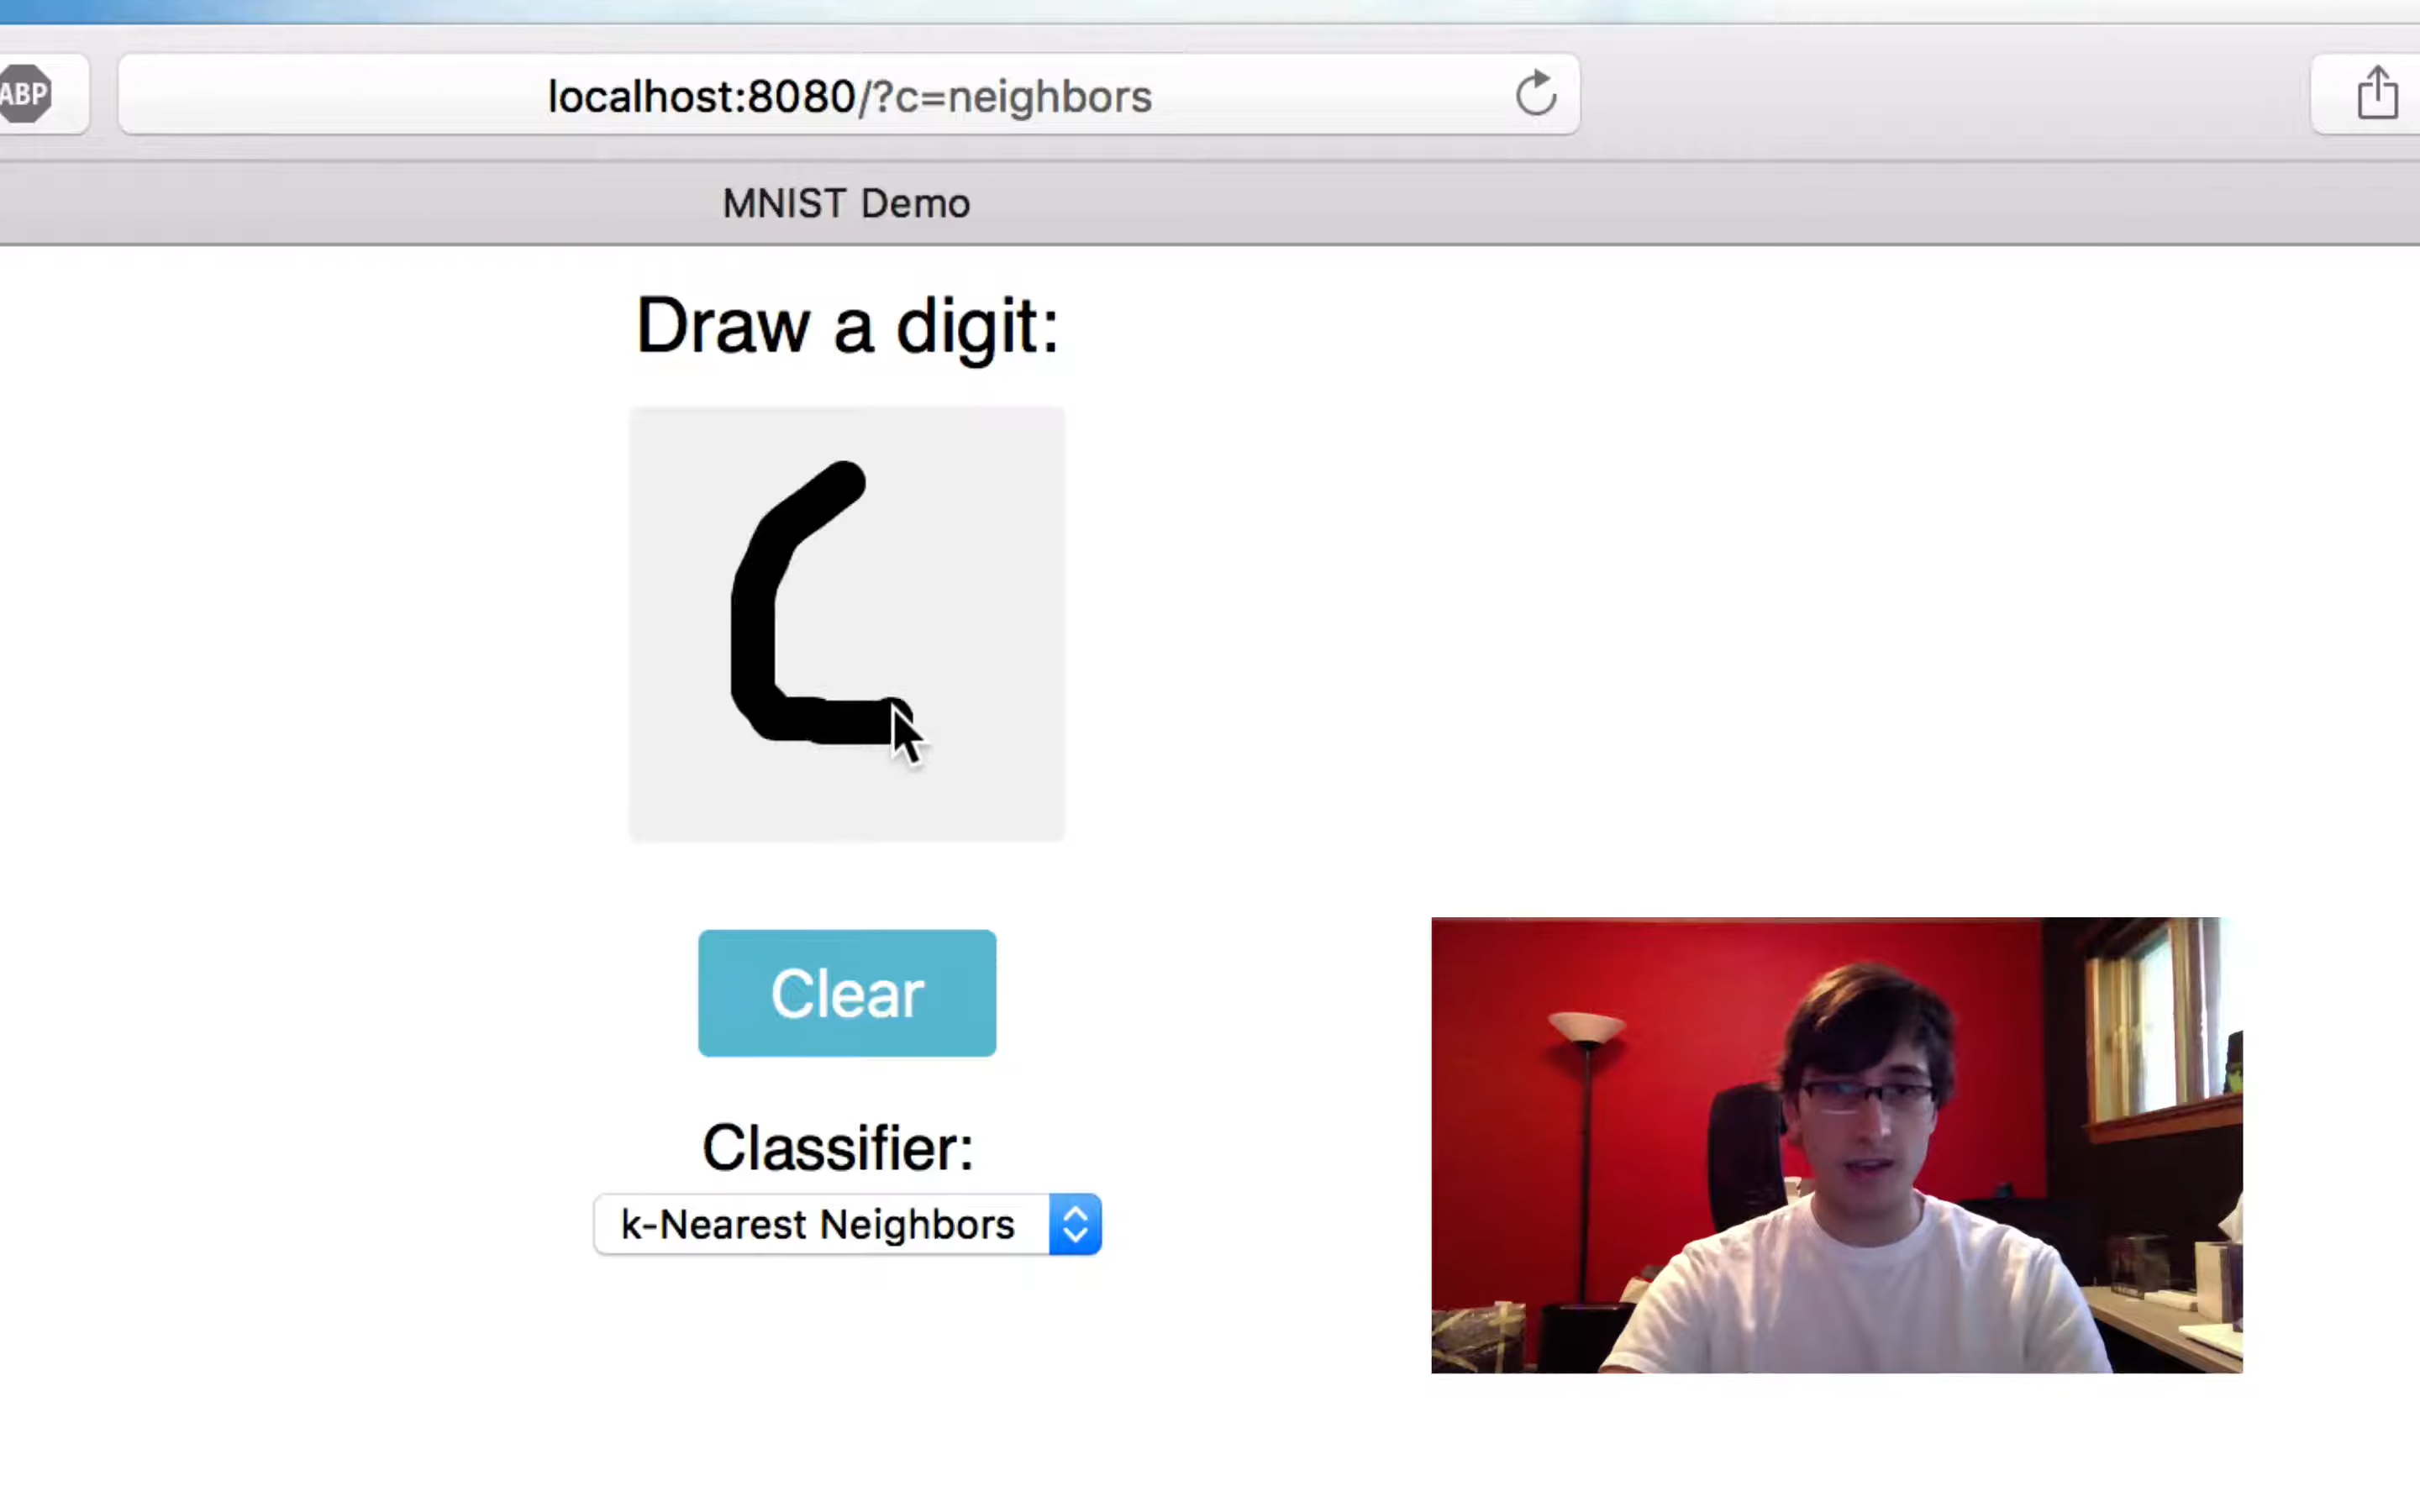 ABP
localhost:8080/?c=neighbors
MNIST Demo
Draw a digit:
Clear
Classifier:
k-Nearest Neighbors